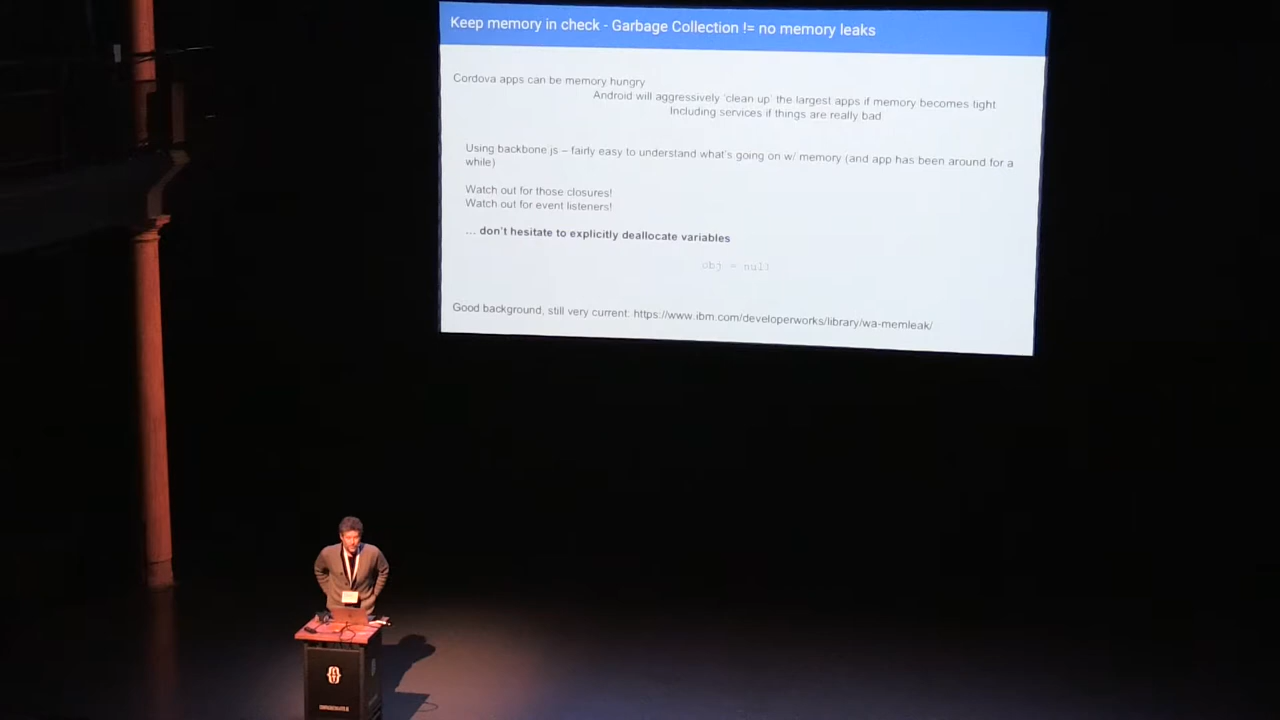 Keep memory in check - Garbage Collection != no memory leaks
Cordova apps can be memory hungry
Android will aggressively 'clean up' the largest apps if memory becomes tight
Including services if things are really bad
Using backbone.js – fairly easy to understand what's going on w/ memory (and app has been around for a
while)
Watch out for those closures!
Watch out for event listeners!
... don't hesitate to explicitly deallocate variables
obj = null
Good background, still very current: https://www.ibm.com/developerworks/library/wa-memleak/